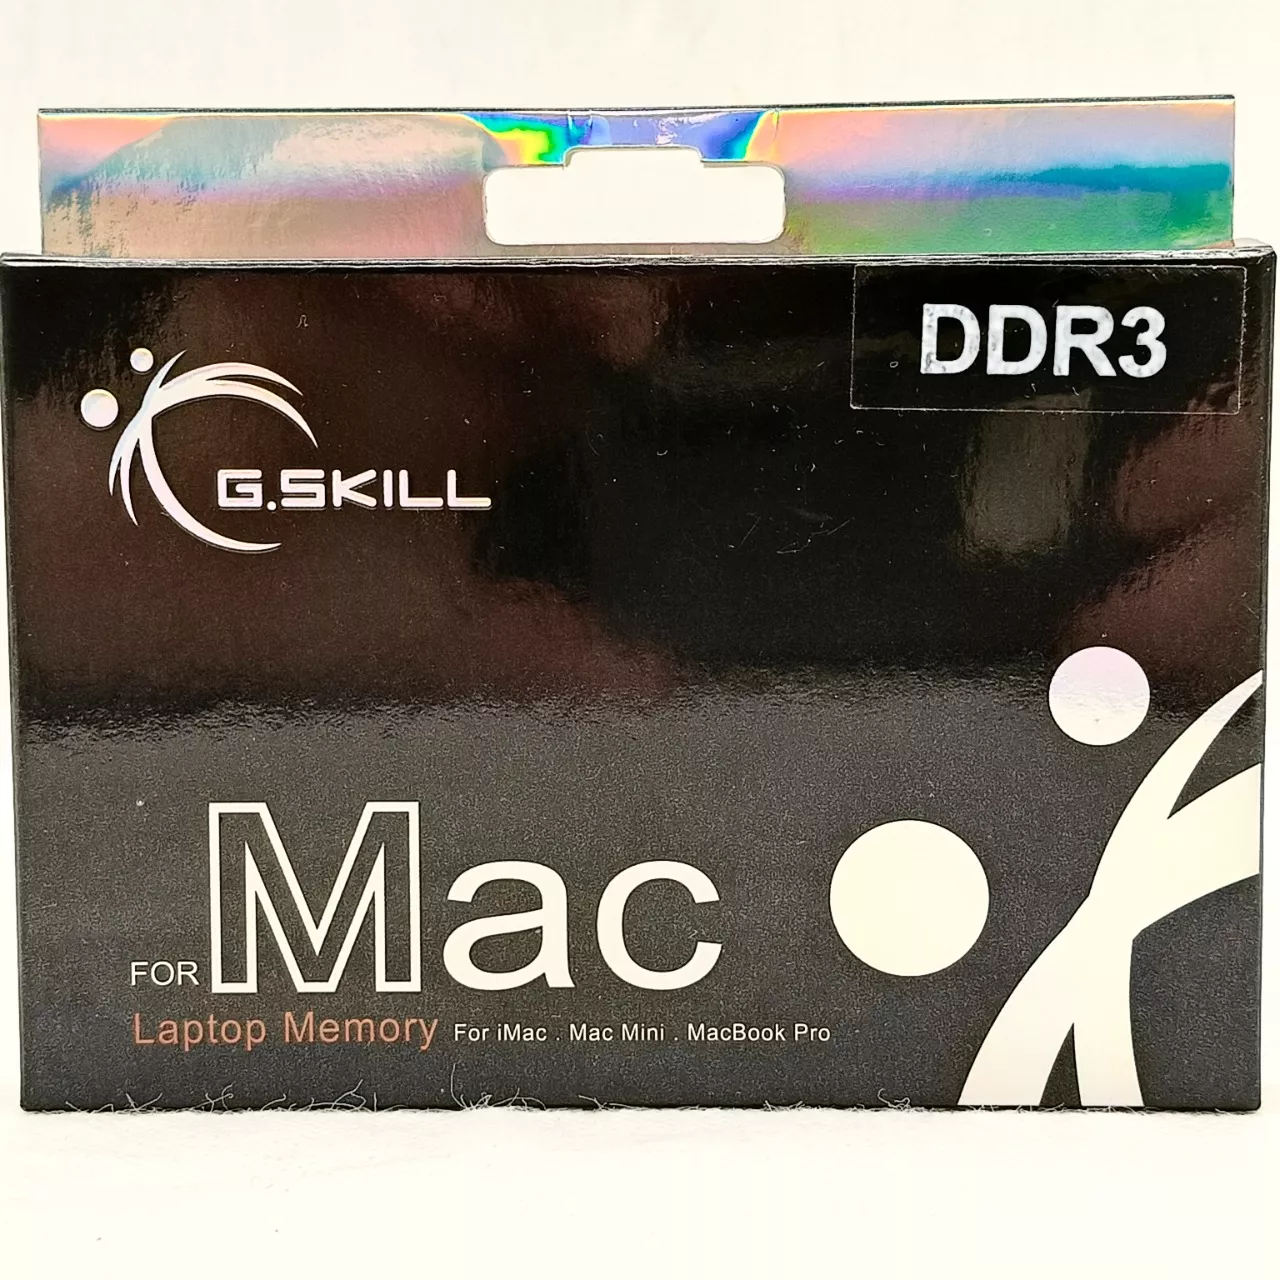 DDR3
G.SKILL
FOR Mac
Laptop Memory For iMac . Mac Mini . MacBook Pro